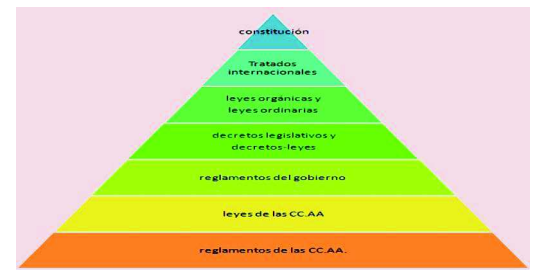 constitución
Tratados
internacionales
leyes orgánicas y
leyes ordinarias
decretos legislativos y
decretos-leyes
reglamentos del gobierno
leyes de las CC.AA
reglamentos de las CC.AA.